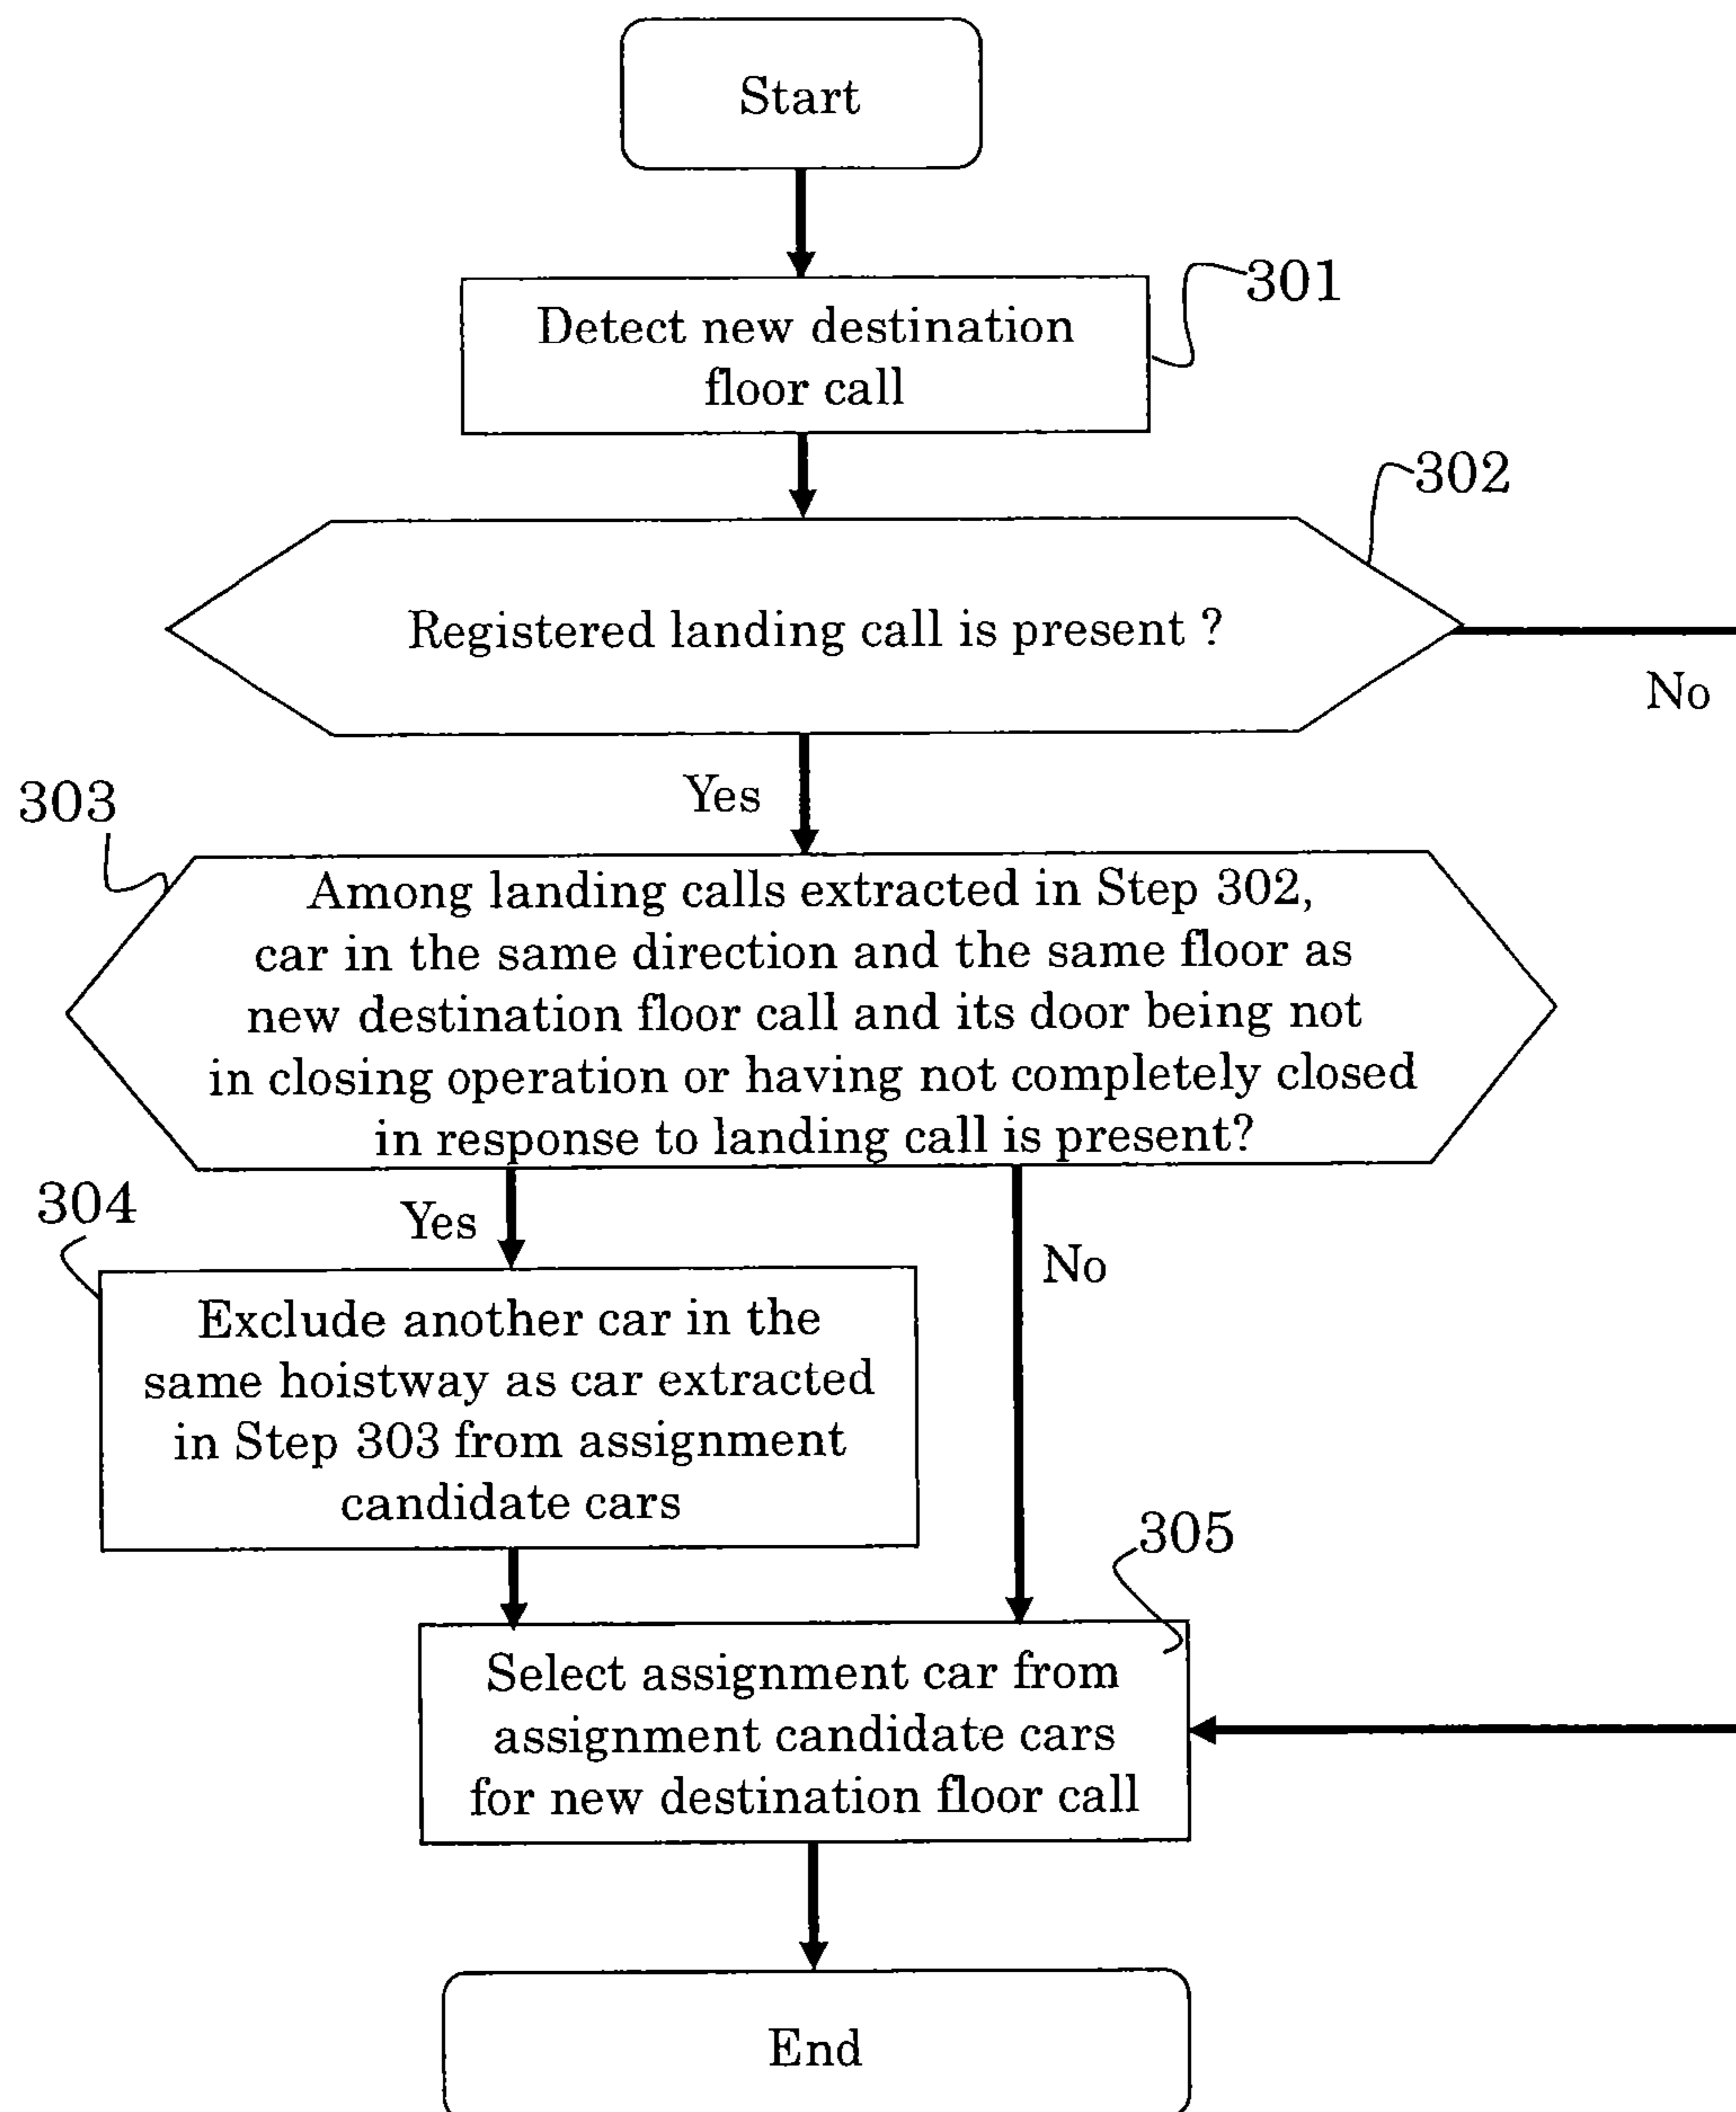 Start
301
Detect new destination
floor call
302
Registered landing call is present ?
No
Yes
303
Among landing calls extracted in Step 302,
car in the same direction and the same floor as
new destination floor call and its door being not
in closing operation or having not completely closed
in response to landing call is present?
304
Yes
No
Exclude another car in the
same hoistway as car extracted
in Step 303 from assignment
candidate cars
305
Select assignment car from
assignment candidate cars
for new destination floor call
End